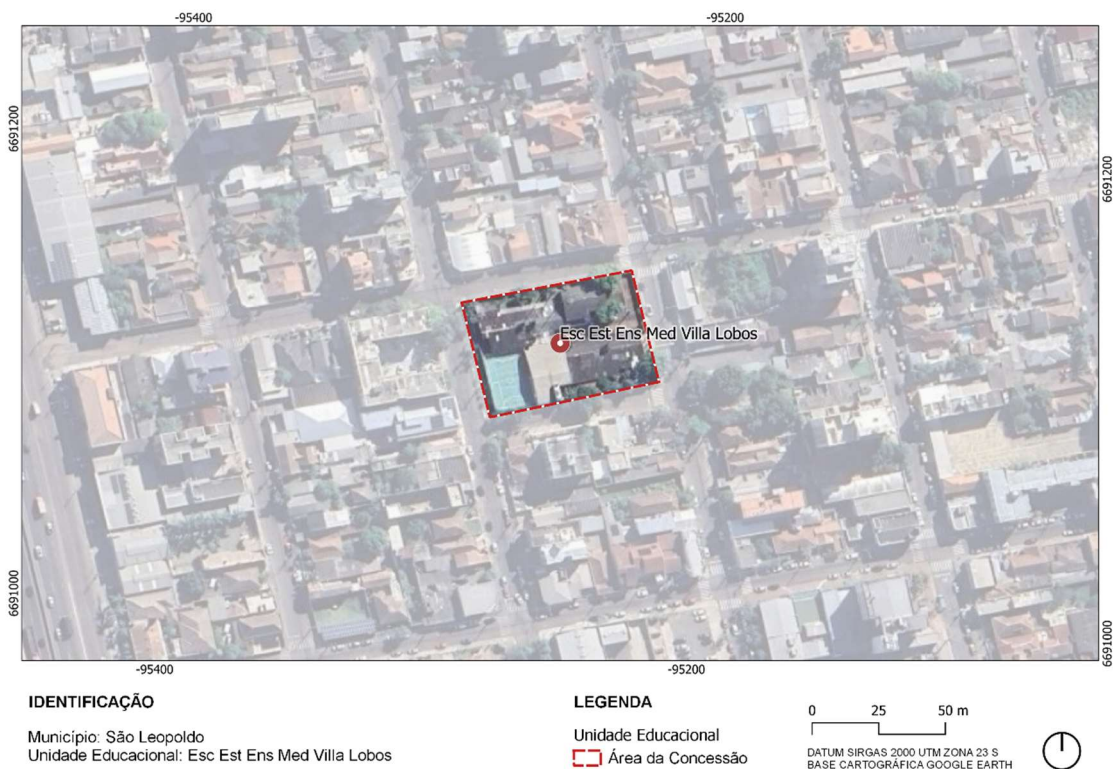 -95400
-95200
6691200
6691200
Esc Est Ens Med Villa Lobos
6691000
6691000
-95400
-95200
IDENTIFICAÇÃO
Município: São Leopoldo
Unidade Educacional: Esc Est Ens Med Villa Lobos
LEGENDA
Unidade Educacional
Área da Concessão
0 25 50 m
DATUM SIRGAS 2000 UTM ZONA 23 S
BASE CARTOGRÁFICA GOOGLE EARTH